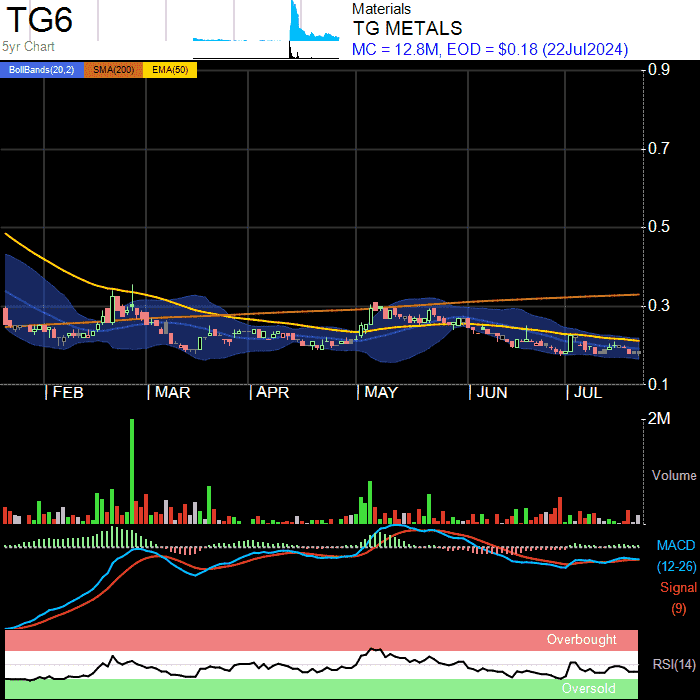 TG6
5yr Chart
Materials
TG METALS
MC = 12.8M, EOD = $0.18 (22Jul2024)
BollBands(20,2) SMA(200) EMA(50)
0.9
0.7
0.5
0.3
0.1
FEB MAR APR MAY JUN JUL
2M
Volume
MACD
(12-26)
Signal
(9)
Overbought
RSI(14)
Oversold